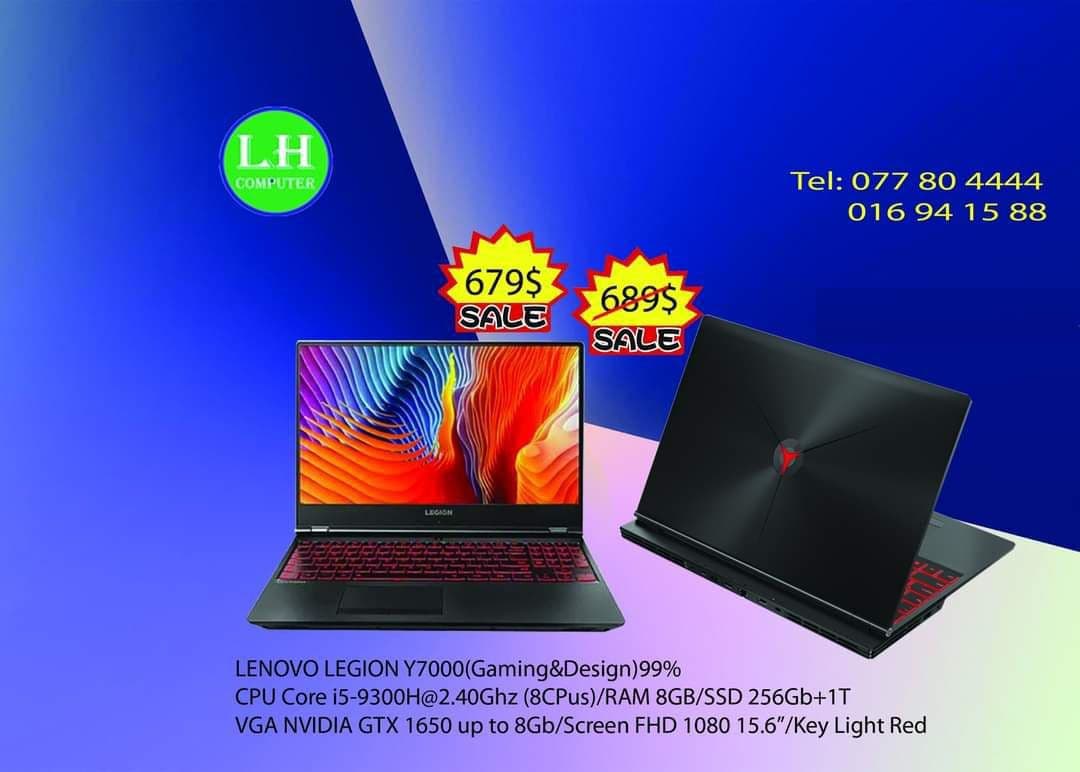 LH
COMPUTER
Tel: 077 80 4444
016 94 15 88
679$
SALE
689$
SALE
LEGION
LENOVO LEGION Y7000(Gaming&Design)99%
CPU Core i5-9300H@2.40Ghz (8CPus)/RAM 8GB/SSD 256Gb+1T
VGA NVIDIA GTX 1650 up to 8Gb/Screen FHD 1080 15.6”/Key Light Red